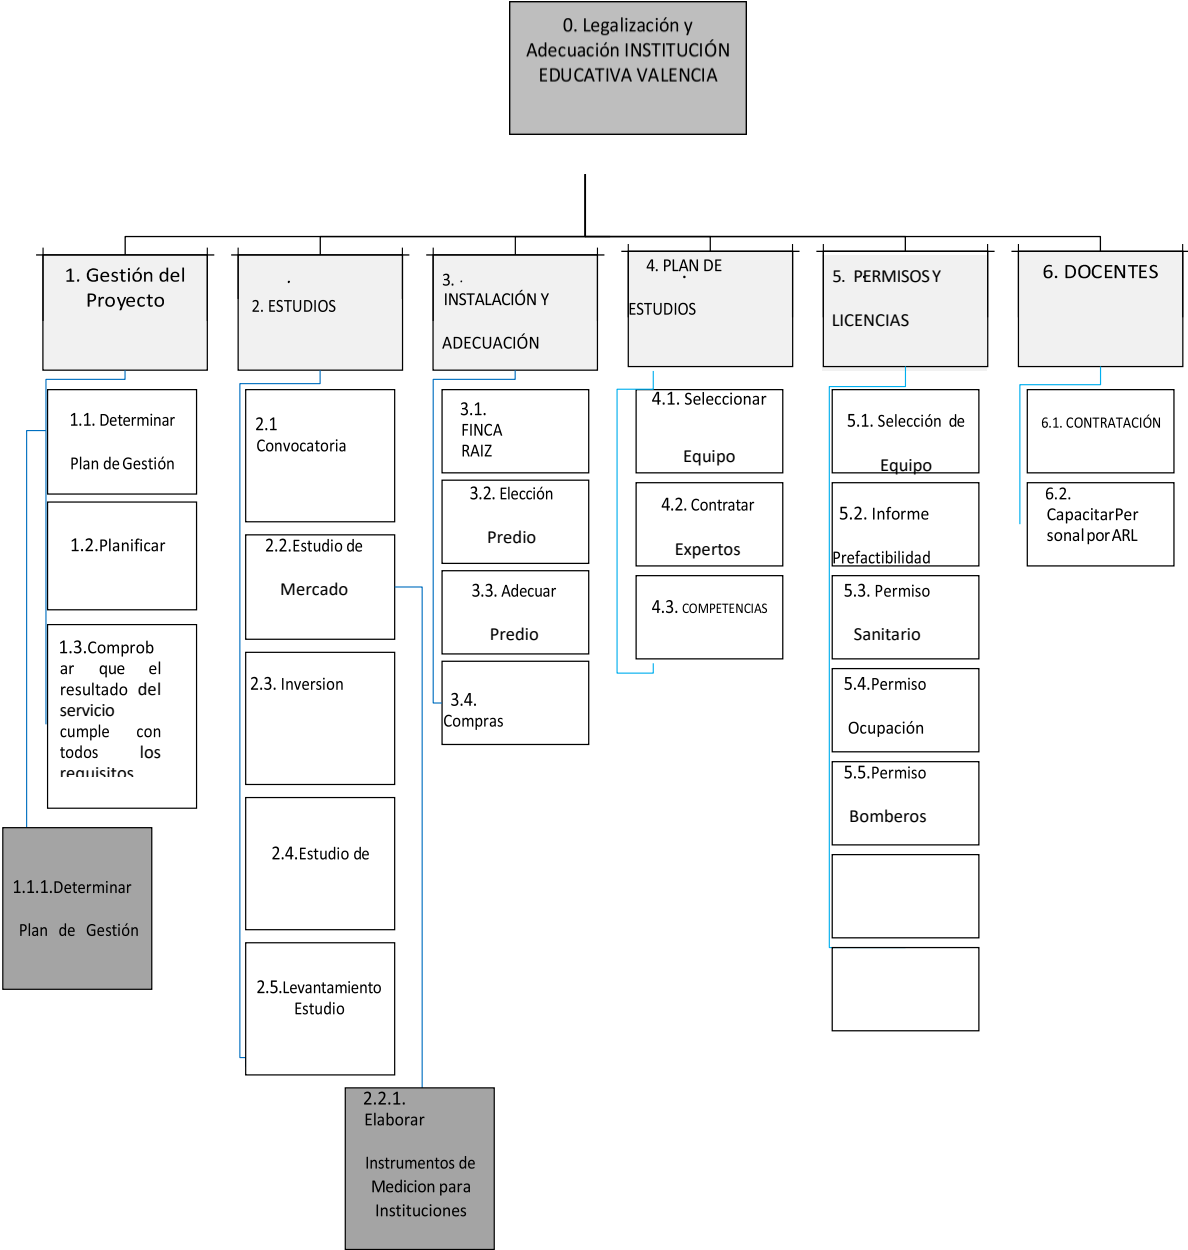 0. Legalización y
Adecuación INSTITUCIÓN
EDUCATIVA VALENCIA
1. Gestión del
Proyecto
.
2. ESTUDIOS
3. .
INSTALACIÓN Y
ADECUACIÓN
4. PLAN DE
.
ESTUDIOS
5. PERMISOS Y
LICENCIAS
6. DOCENTES
1.1. Determinar
Plan de Gestión
1.2.Planificar
1.3.Comprob
ar que el
resultado del
servicio
cumple con
todos los
requisitos
1.1.1.Determinar
Plan de Gestión
2.1
Convocatoria
2.2.Estudio de
Mercado
2.3. Inversion
2.4.Estudio de
2.5.Levantamiento
Estudio
2.2.1.
Elaborar
Instrumentos de
Medicion para
Instituciones
3.1.
FINCA
RAIZ
3.2. Elección
Predio
3.3. Adecuar
Predio
3.4.
Compras
4.1. Seleccionar
Equipo
4.2. Contratar
Expertos
4.3. COMPETENCIAS
5.1. Selección de
Equipo
5.2. Informe
Prefactibilidad
5.3. Permiso
Sanitario
5.4.Permiso
Ocupación
5.5.Permiso
Bomberos
6.1. CONTRATACIÓN
6.2.
CapacitarPer
sonal por ARL